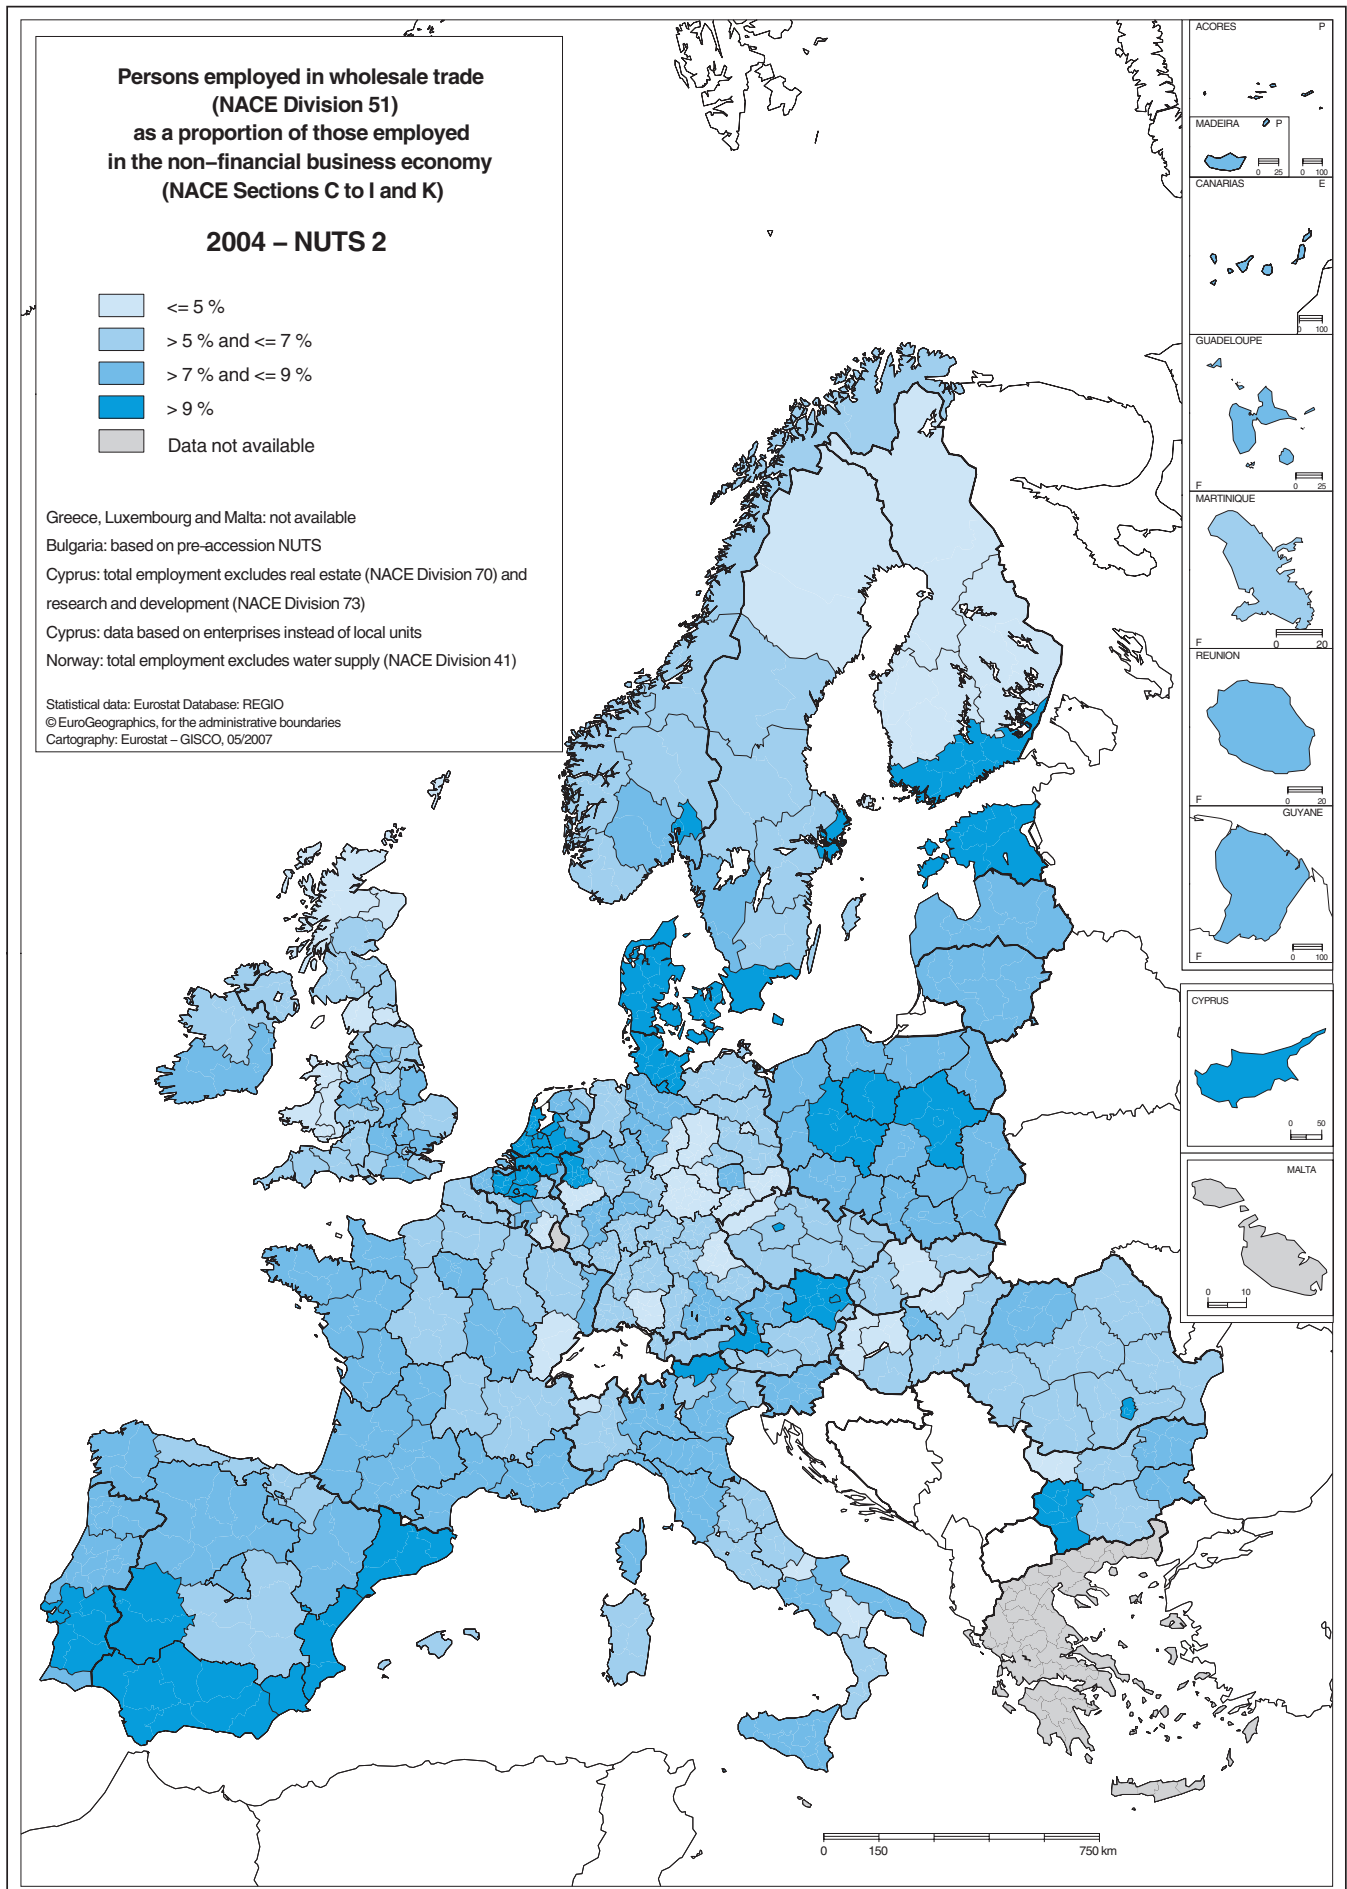 Persons employed in wholesale trade
(NACE Division 51)
as a proportion of those employed
in the non–financial business economy
(NACE Sections C to I and K)
2004 – NUTS 2
<= 5 %
> 5 % and <= 7 %
> 7 % and <= 9 %
> 9 %
Data not available
Greece, Luxembourg and Malta: not available
Bulgaria: based on pre-accession NUTS
Cyprus: total employment excludes real estate (NACE Division 70) and
research and development (NACE Division 73)
Cyprus: data based on enterprises instead of local units
Norway: total employment excludes water supply (NACE Division 41)
Statistical data: Eurostat Database: REGIO
© EuroGeographics, for the administrative boundaries
Cartography: Eurostat – GISCO, 05/2007
ACORES P
MADEIRA P
0 25 0 100
CANARIAS E
0 100
GUADELOUPE
F 0 25
MARTINIQUE
F 0 20
REUNION
F 0 20
GUYANE
F 0 100
CYPRUS
0 50
MALTA
0 10
0 150 750 km